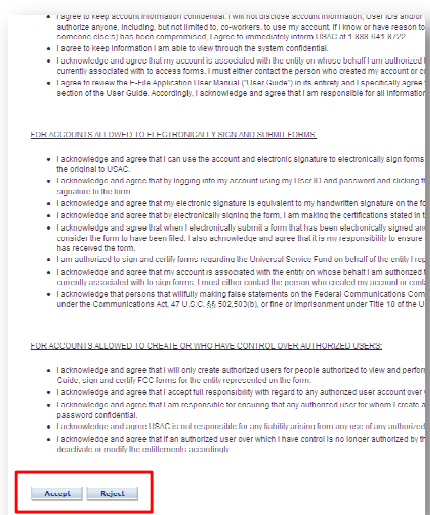 I agree to keep account information confidential. I will not disclose account information, User IDs and/or
authorize anyone, including, but not limited to, co-workers, to use my account. If I know or have reason to
someone else's) has been compromised, I agree to immediately inform USAC at 1-888-641-8722.
I agree to keep information I am able to view through the system confidential.
I acknowledge and agree that my account is associated with the entity on whose behalf I am authorized t
currently associated with to access forms, I must either contact the person who created my account or co
I agree to review the E-File Application User Manual ("User Guide") in its entirety and I specifically agree
section of the User Guide. Accordingly, I acknowledge and agree that I am responsible for all information
FOR ACCOUNTS ALLOWED TO ELECTRONICALLY SIGN AND SUBMIT FORMS:
I acknowledge and agree that I can use the account and electronic signature to electronically sign forms
the original to USAC.
I acknowledge and agree that by logging into my account using my User ID and password and clicking th
signature to the form.
I acknowledge and agree that my electronic signature is equivalent to my handwritten signature on the fo
I acknowledge and agree that by electronically signing the form, I am making the certifications stated in t
I acknowledge and agree that when I electronically submit a form that has been electronically signed and
consider the form to have been filed. I also acknowledge and agree that it is my responsibility to ensure
has received the form.
I am authorized to sign and certify forms regarding the Universal Service Fund on behalf of the entity I rep
I acknowledge and agree that my account is associated with the entity on whose behalf I am authorized t
currently associated with to sign forms, I must either contact the person who created my account or conta
I acknowledge that persons that willfully making false statements on the Federal Communications Com
under the Communications Act, 47 U.S.C. §§ 502, 503(b), or fine or imprisonment under Title 18 of the U
FOR ACCOUNTS ALLOWED TO CREATE OR WHO HAVE CONTROL OVER AUTHORIZED USERS:
I acknowledge and agree that I will only create authorized users for people authorized to view and perfor
Guide, sign and certify FCC forms for the entity represented on the form.
I acknowledge and agree that I accept full responsibility with regard to any authorized user account over
I acknowledge and agree that I am responsible for ensuring that any authorized user for whom I create a
password confidential.
I acknowledge and agree USAC is not responsible for any liability arising from any use of any authorized
I acknowledge and agree that if an authorized user over which I have control is no longer authorized by th
deactivate or modify the entitlements accordingly
Accept Reject